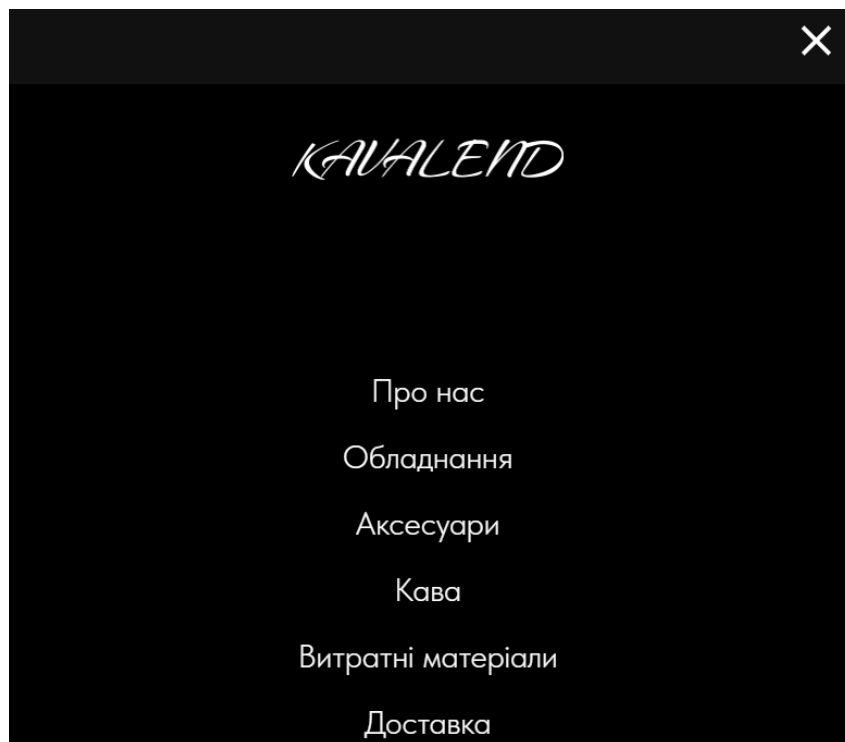 KAVALEND
Про нас
Обладнання
Аксесуари
Кава
Витратні матеріали
Доставка